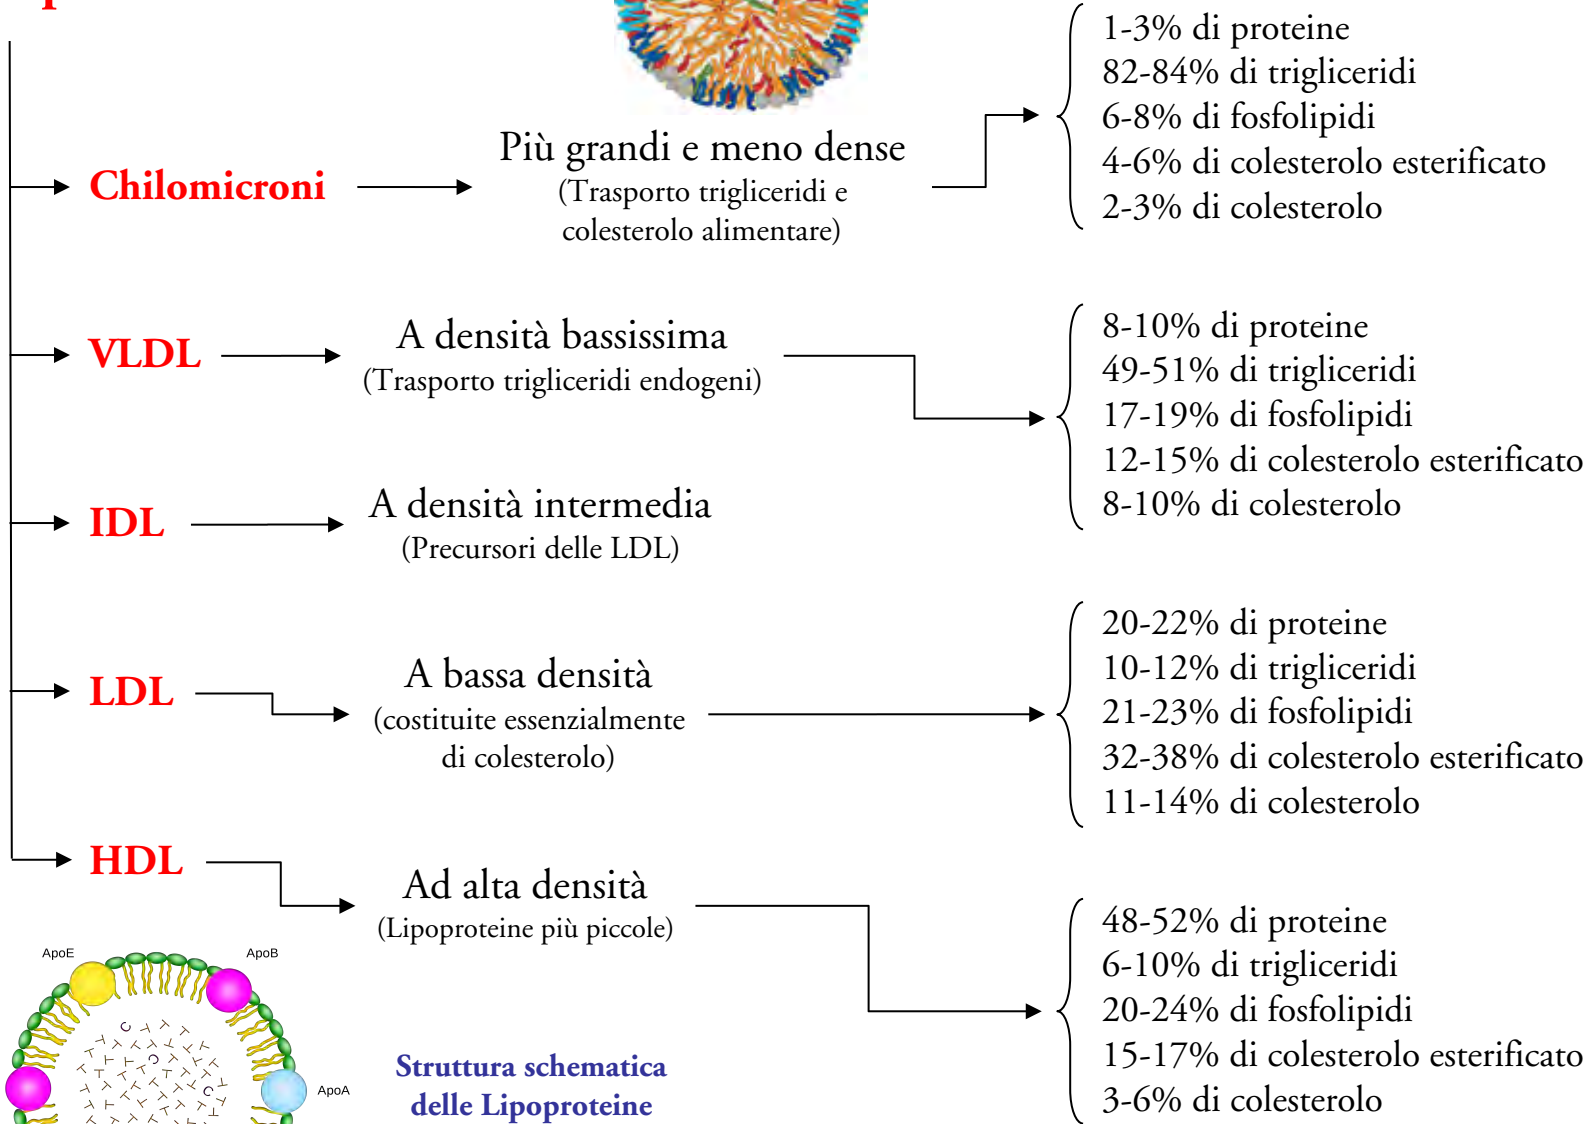 1-3% di proteine
82-84% di trigliceridi
6-8% di fosfolipidi
4-6% di colesterolo esterificato
2-3% di colesterolo
Chilomicroni
Più grandi e meno dense
(Trasporto trigliceridi e
colesterolo alimentare)
VLDL
A densità bassissima
(Trasporto trigliceridi endogeni)
8-10% di proteine
49-51% di trigliceridi
17-19% di fosfolipidi
12-15% di colesterolo esterificato
8-10% di colesterolo
IDL
A densità intermedia
(Precursori delle LDL)
LDL
A bassa densità
(costituite essenzialmente
di colesterolo)
20-22% di proteine
10-12% di trigliceridi
21-23% di fosfolipidi
32-38% di colesterolo esterificato
11-14% di colesterolo
HDL
Ad alta densità
(Lipoproteine più piccole)
48-52% di proteine
6-10% di trigliceridi
20-24% di fosfolipidi
15-17% di colesterolo esterificato
3-6% di colesterolo
ApoE
ApoB
ApoA
Struttura schematica
delle Lipoproteine